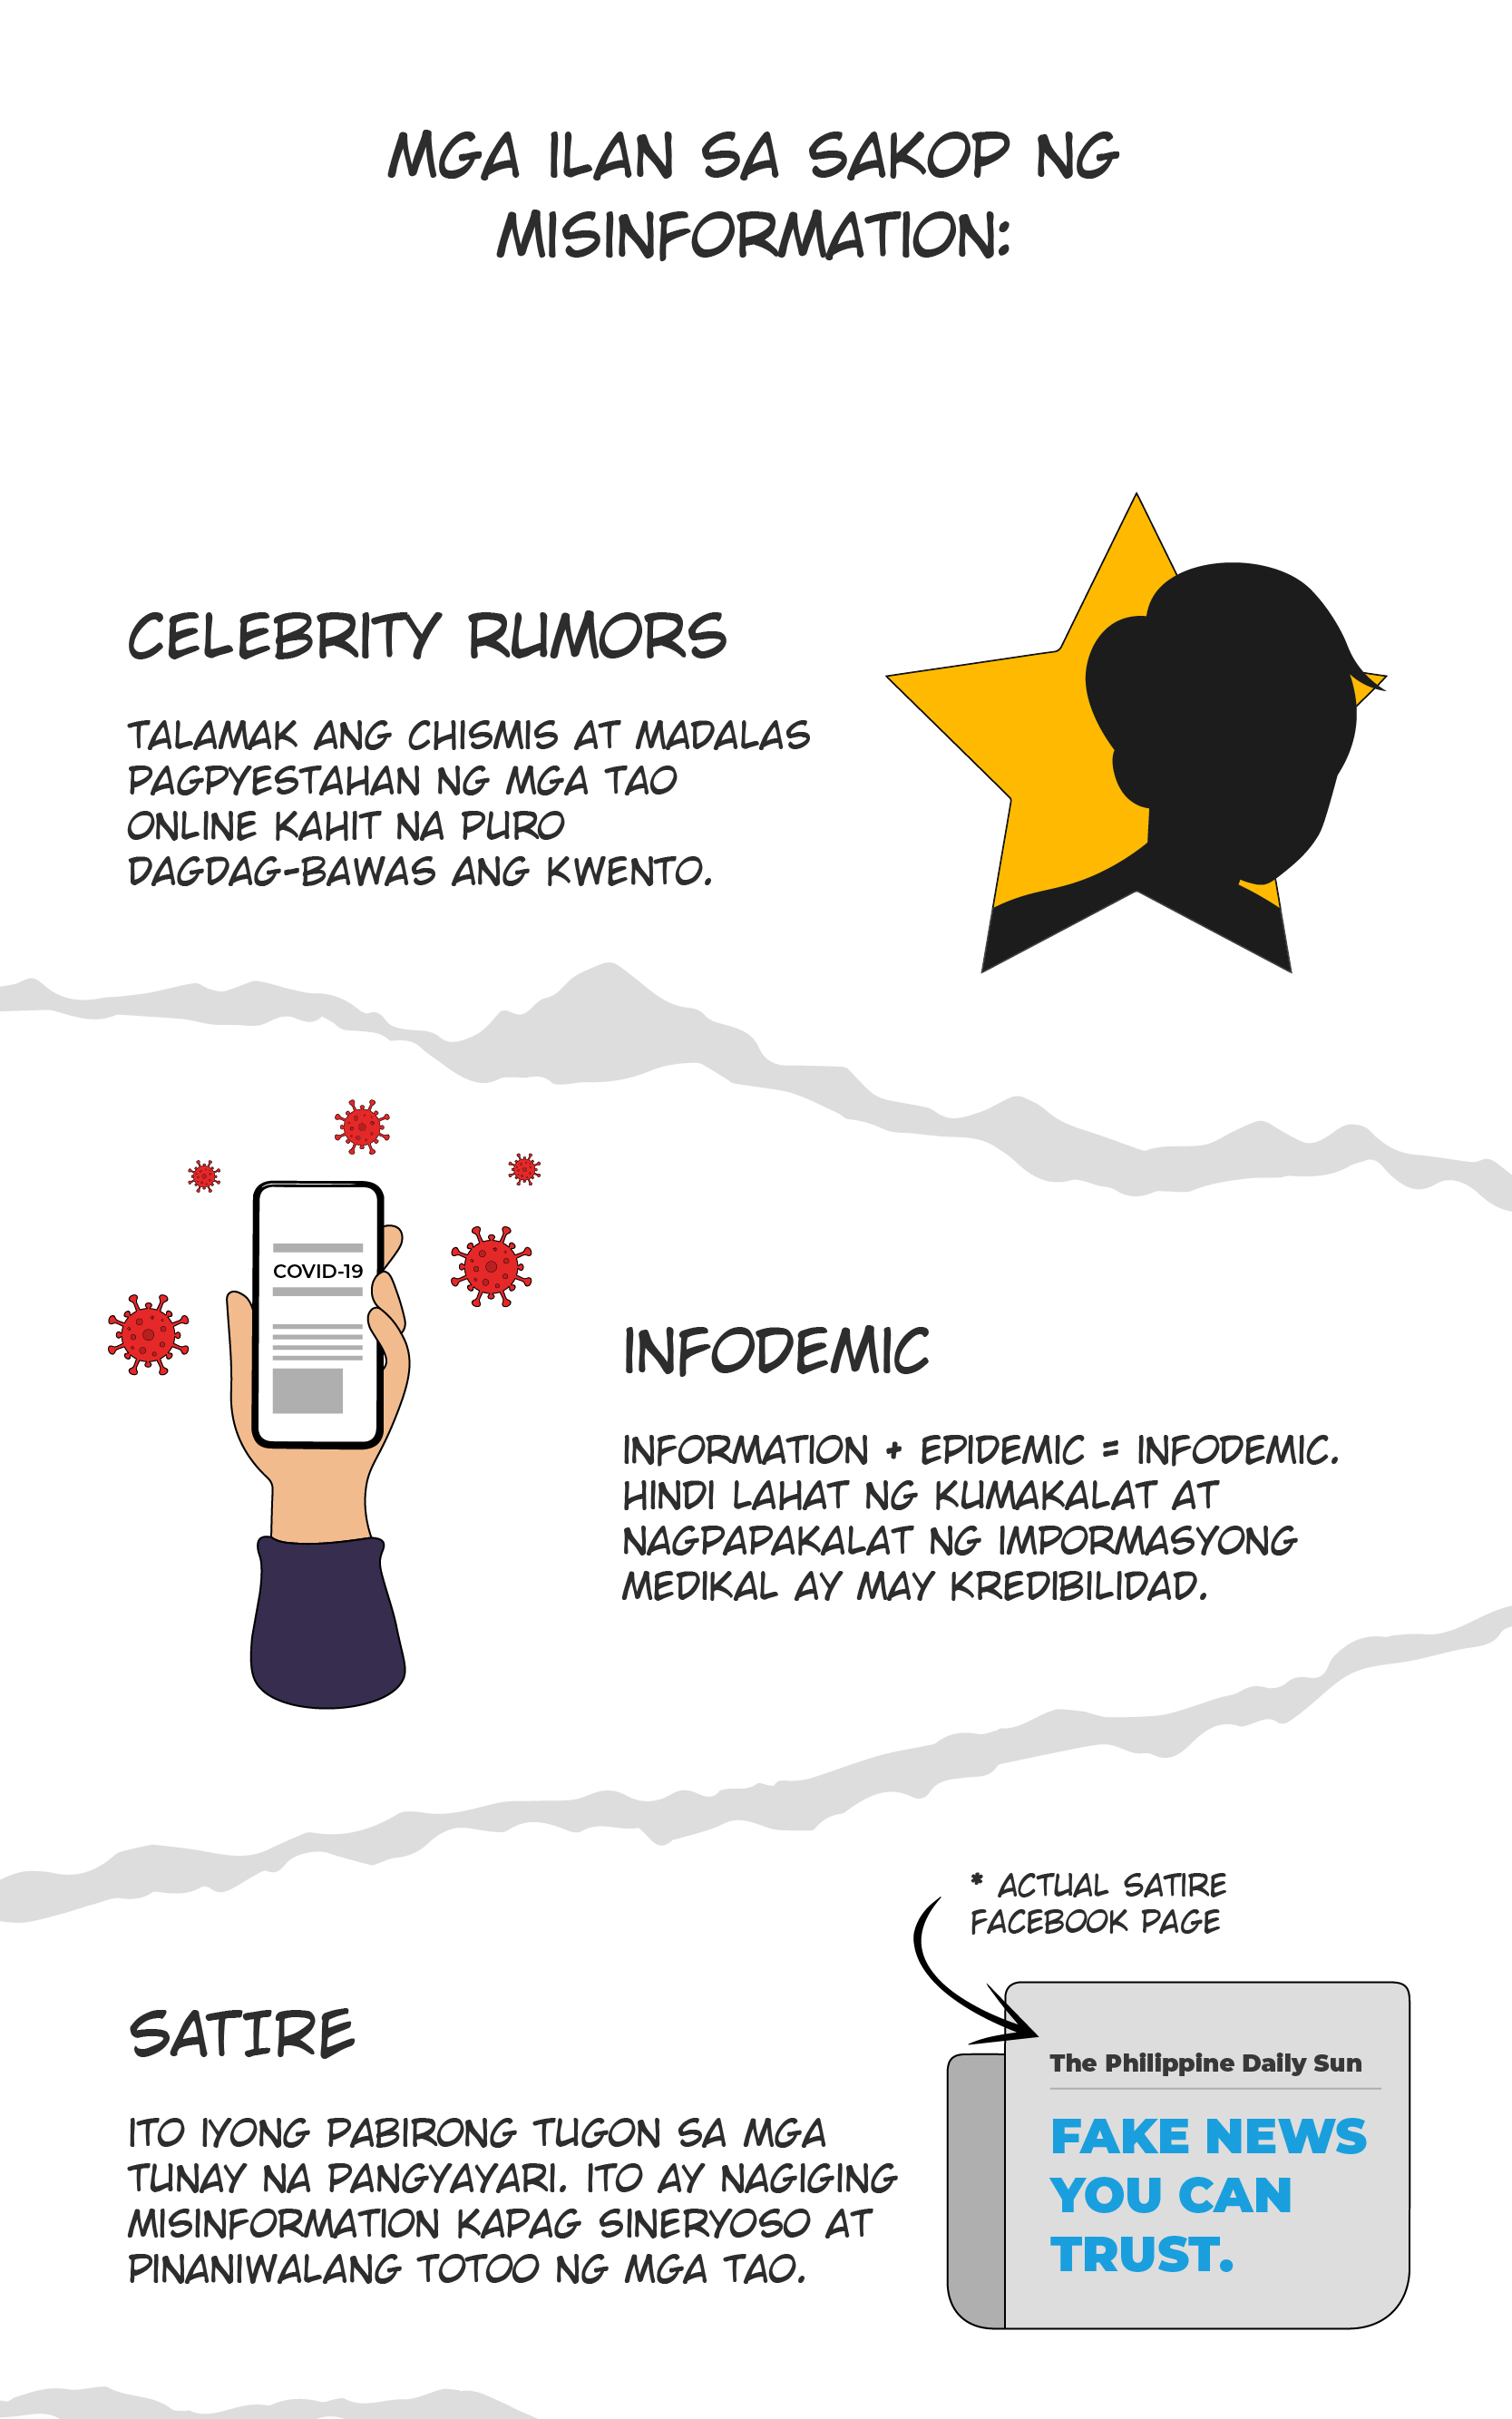 MGA ILAN SA SAKOP NG
MISINFORMATION:
CELEBRITY RUMORS
TALAMAK ANG CHISMIS AT MADALAS
PAGPYESTAHAN NG MGA TAO
ONLINE KAHIT NA PURO
DAGDAG-BAWAS ANG KWENTO.
COVID-19
INFODEMIC
INFORMATION + EPIDEMIC = INFODEMIC.
HINDI LAHAT NG KUMAKALAT AT
NAGPAPAKALAT NG IMPORMASYONG
MEDIKAL AY MAY KREDIBILIDAD.
* ACTUAL SATIRE
FACEBOOK PAGE
SATIRE
ITO IYONG PABIRONG TUGON SA MGA
TUNAY NA PANGYAYARI. ITO AY NAGIGING
MISINFORMATION KAPAG SINERYOSO AT
PINANIWALANG TOTOO NG MGA TAO.
The Philippine Daily Sun
FAKE NEWS
YOU CAN
TRUST.